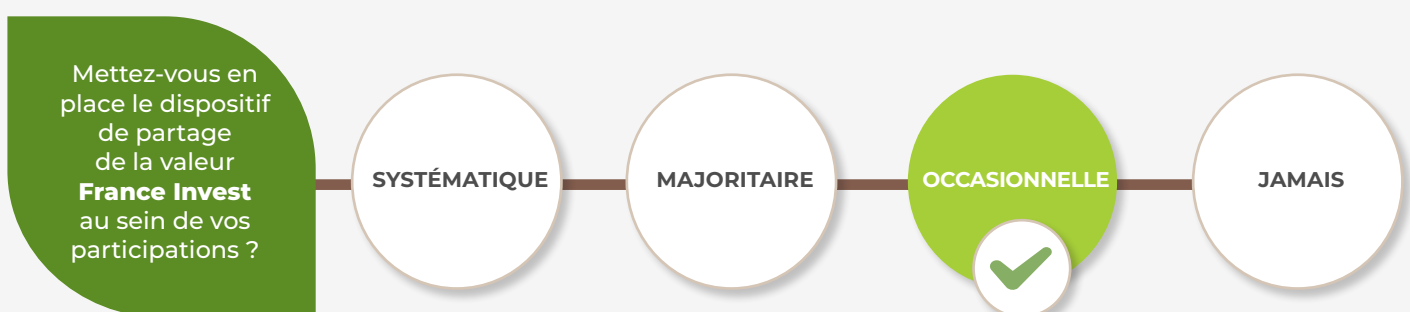 Mettez-vous en
place le dispositif
de partage
de la valeur
France Invest
au sein de vos
participations ?
SYSTÉMATIQUE
MAJORITAIRE
OCCASIONNELLE
JAMAIS